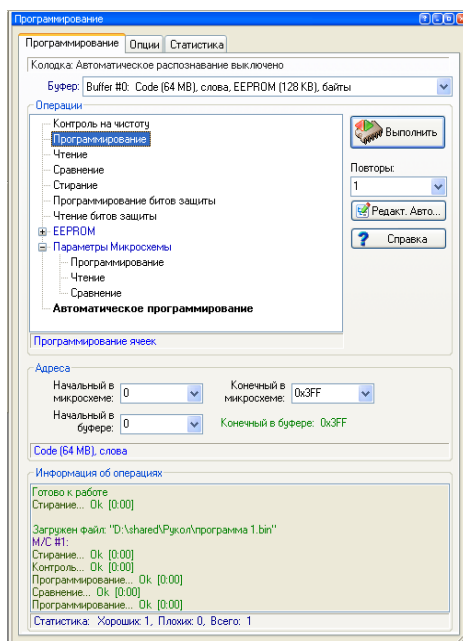 Программирование
Программирование Опции Статистика
Колодка: Автоматическое распознавание выключено
Буфер: Buffer #0: Code (64 MB), слова, EEPROM (128 KB), байты
Операции
Контроль на чистоту
Программирование
Чтение
Сравнение
Стирание
Программирование битов защиты
Чтение битов защиты
EEPROM
Параметры Микросхемы
Программирование
Чтение
Сравнение
Автоматическое программирование
Выполнить
Повторы:
1
Редакт. Авто...
? Справка
Программирование ячеек
Адреса
Начальный в микросхеме: 0
Конечный в микросхеме: 0x3FF
Начальный в буфере: 0
Конечный в буфере: 0x3FF
Code (64 MB), слова
Информация об операциях
Готово к работе
Стирание... Ok [0:00]
Загружен файл: "D:\shared\Рукол\программа 1.bin"
М/С #1:
Стирание... Ok [0:00]
Контроль... Ok [0:00]
Программирование... Ok [0:00]
Сравнение... Ok [0:00]
Программирование... Ok [0:00]
Статистика: Хороших: 1, Плохих: 0, Всего: 1